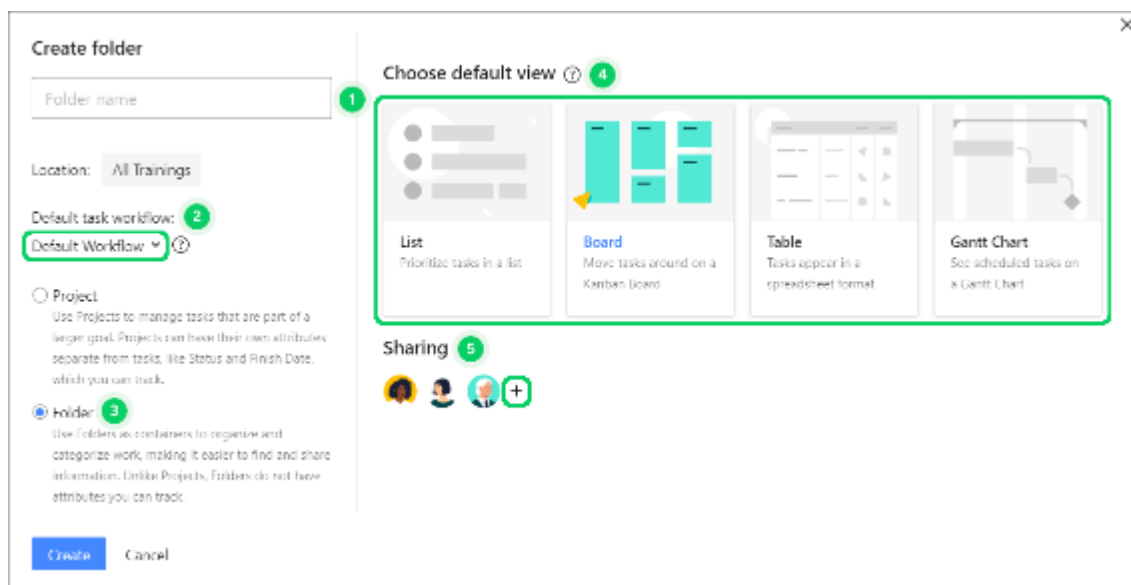 Create folder
Folder name
1
Location: All Trainings
Default task workflow: 2
Default Workflow
?
Project
Use Projects to manage tasks that are part of a
larger goal. Projects can have their own attributes
separate from tasks, like Status and Finish Date,
which you can track.
Folder 3
Use Folders as containers to organize and
categorize work, making it easier to find and share
information. Unlike Projects, Folders do not have
attributes you can track.
Create Cancel
Choose default view ? 4
List
Prioritize tasks in a list
Board
Move tasks around on a
Kanban Board
Table
Tasks appear in a
spreadsheet format
Gantt Chart
See scheduled tasks on
a Gantt Chart
Sharing 5
+